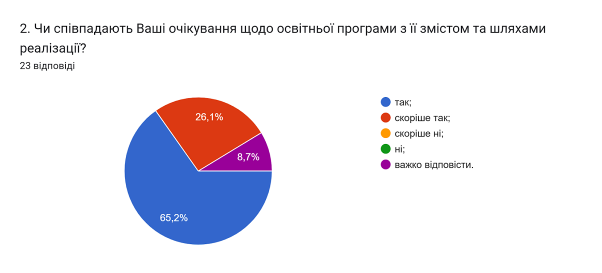 2. Чи співпадають Ваші очікування щодо освітньої програми з її змістом та шляхами
реалізації?
23 відповіді
26,1%
8,7%
65,2%
так;
скоріше так;
скоріше ні;
ні;
важко відповісти.